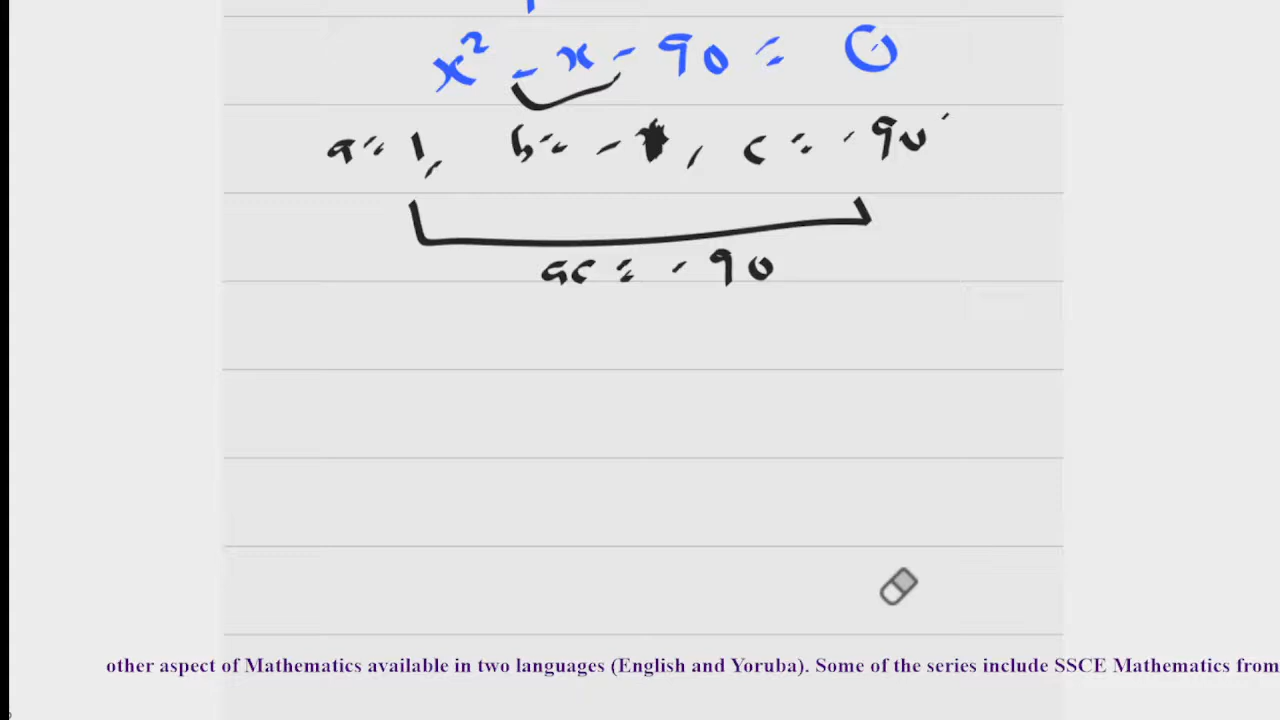 x² - x - 90 = 0
a = 1, b = -1, c = -90
ac = -90
other aspect of Mathematics available in two languages (English and Yoruba). Some of the series include SSCE Mathematics from